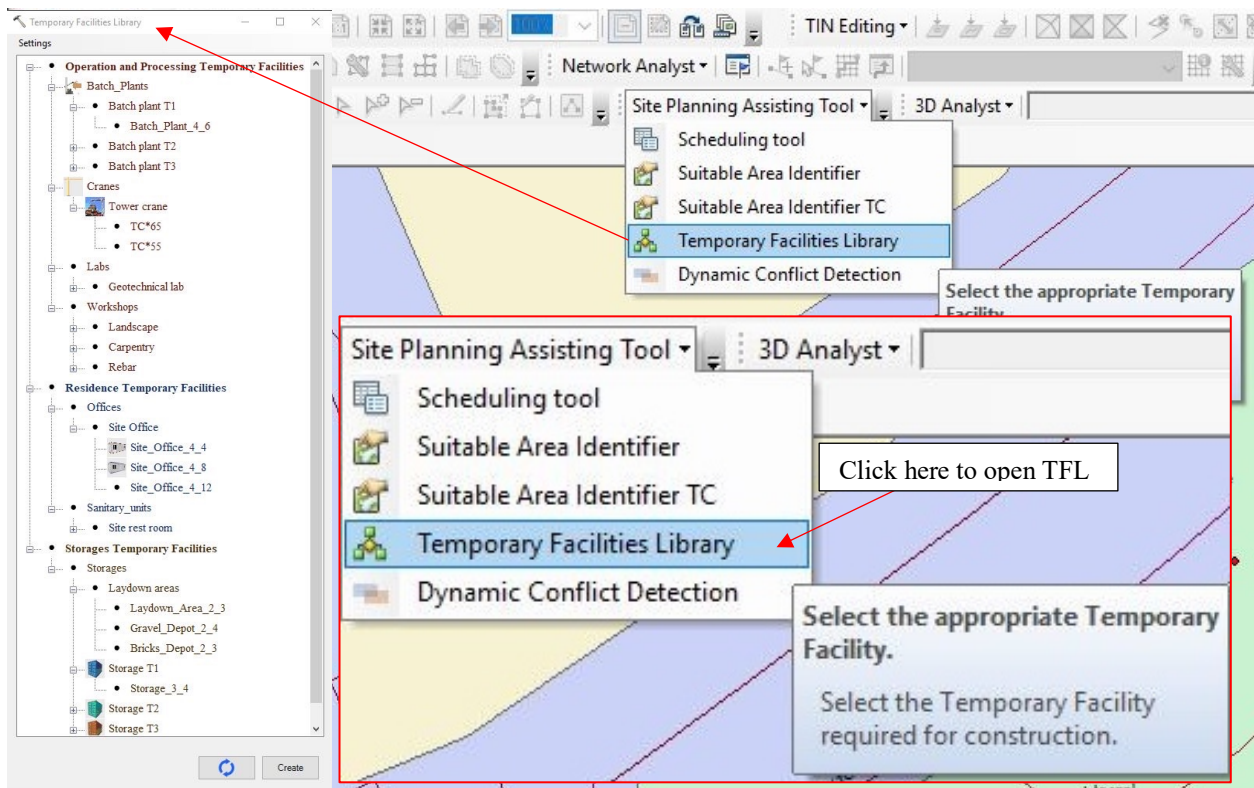 Temporary Facilities Library
Settings
Operation and Processing Temporary Facilities
Batch_Plants
Batch plant T1
Batch_Plant_4_6
Batch plant T2
Batch plant T3
Cranes
Tower crane
TC*65
TC*55
Labs
Geotechnical lab
Workshops
Landscape
Carpentry
Rebar
Residence Temporary Facilities
Offices
Site Office
Site_Office_4_4
Site_Office_4_8
Site_Office_4_12
Sanitary_units
Site rest room
Storages Temporary Facilities
Storages
Laydown areas
Laydown_Area_2_3
Gravel_Depot_2_4
Bricks_Depot_2_3
Storage T1
Storage_3_4
Storage T2
Storage T3
Create
100%
TIN Editing
Network Analyst
Site Planning Assisting Tool
3D Analyst
Scheduling tool
Suitable Area Identifier
Suitable Area Identifier TC
Temporary Facilities Library
Dynamic Conflict Detection
Select the appropriate Temporary
Facility
Site Planning Assisting Tool
3D Analyst
Scheduling tool
Suitable Area Identifier
Suitable Area Identifier TC
Temporary Facilities Library
Dynamic Conflict Detection
Click here to open TFL
Select the appropriate Temporary
Facility.
Select the Temporary Facility
required for construction.